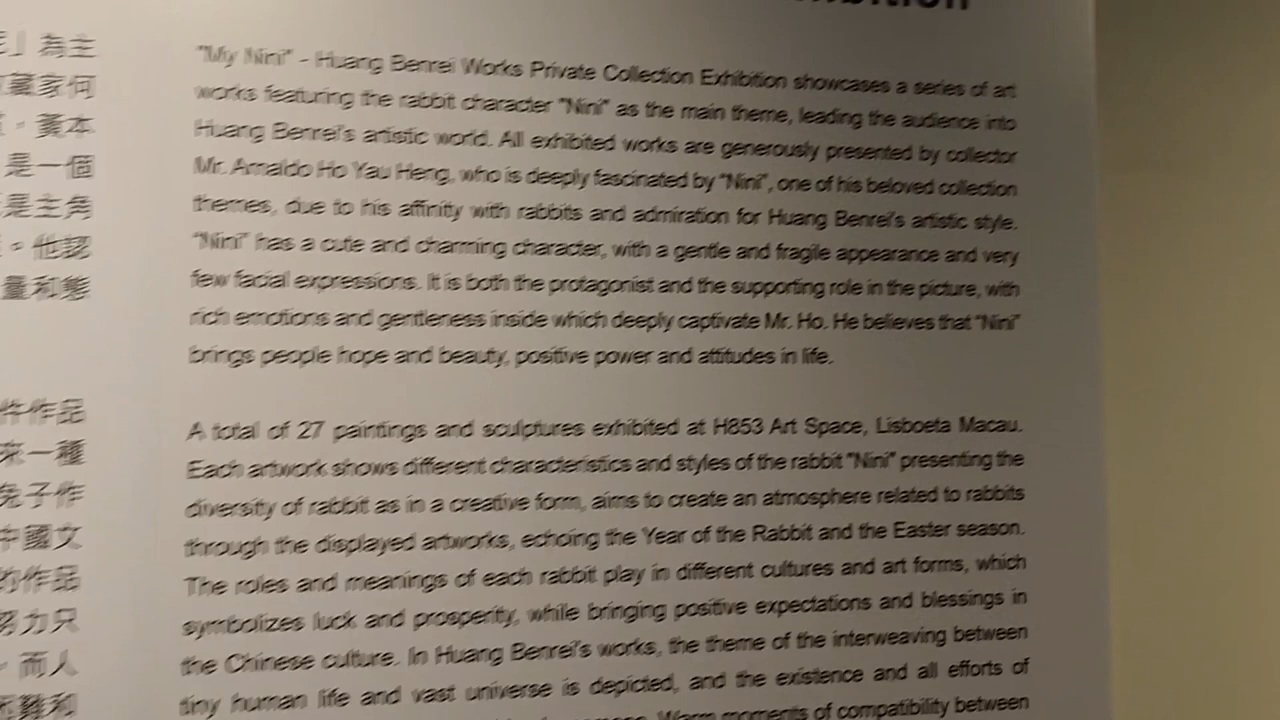 」為主
藏家何
，黃本
是一個
是主角
。他認
量和態
件作品
來一種
兔子作
中國文
的作品
努力只
，而人
"My Nini" - Huang Benrei Works Private Collection Exhibition showcases a series of art
works featuring the rabbit character "Nini" as the main theme, leading the audience into
Huang Benrei's artistic world. All exhibited works are generously presented by collector
Mr. Arnaldo Ho Yau Heng, who is deeply fascinated by "Nini", one of his beloved collection
themes, due to his affinity with rabbits and admiration for Huang Benrei's artistic style.
"Nini" has a cute and charming character, with a gentle and fragile appearance and very
few facial expressions. It is both the protagonist and the supporting role in the picture, with
rich emotions and gentleness inside which deeply captivate Mr. Ho. He believes that "Nini"
brings people hope and beauty, positive power and attitudes in life.
A total of 27 paintings and sculptures exhibited at H853 Art Space, Lisboeta Macau.
Each artwork shows different characteristics and styles of the rabbit "Nini" presenting the
diversity of rabbit as in a creative form, aims to create an atmosphere related to rabbits
through the displayed artworks, echoing the Year of the Rabbit and the Easter season.
The roles and meanings of each rabbit play in different cultures and art forms, which
symbolizes luck and prosperity, while bringing positive expectations and blessings in
the Chinese culture. In Huang Benrei's works, the theme of the interweaving between
tiny human life and vast universe is depicted, and the existence and all efforts of
Warm moments of compatibility between